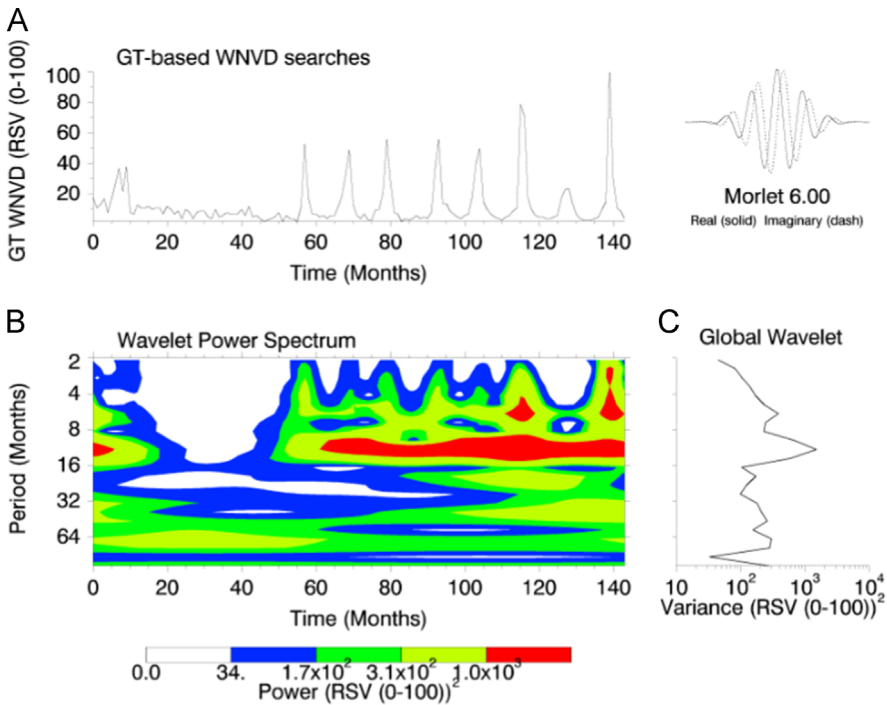 A
GT-based WNVD searches
GT WNVD (RSV (0-100)
100
80
60
40
20
0 20 40 60 80 100 120 140
Time (Months)
Morlet 6.00
Real (solid) Imaginary (dash)
B
Wavelet Power Spectrum
Period (Months)
2
4
8
16
32
64
0 20 40 60 80 100 120 140
Time (Months)
0.0 34. 1.7x10² 3.1x10² 1.0x10³
Power (RSV (0-100))²
C
Global Wavelet
10 10² 10³ 10⁴
Variance (RSV (0-100))²